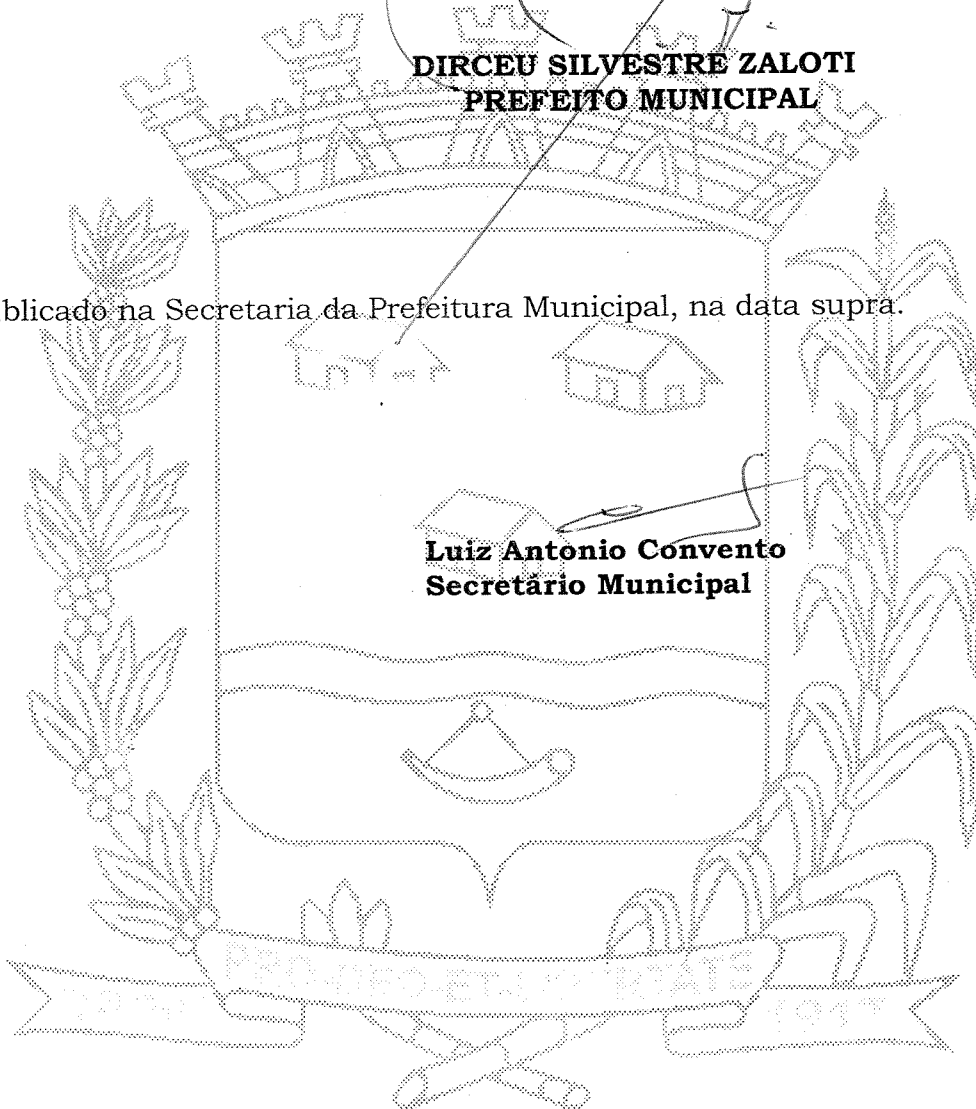 DIRCEU SILVESTRE ZALOTI
PREFEITO MUNICIPAL
blicado na Secretaria da Prefeitura Municipal, na data supra.
Luiz Antonio Convento
Secretário Municipal